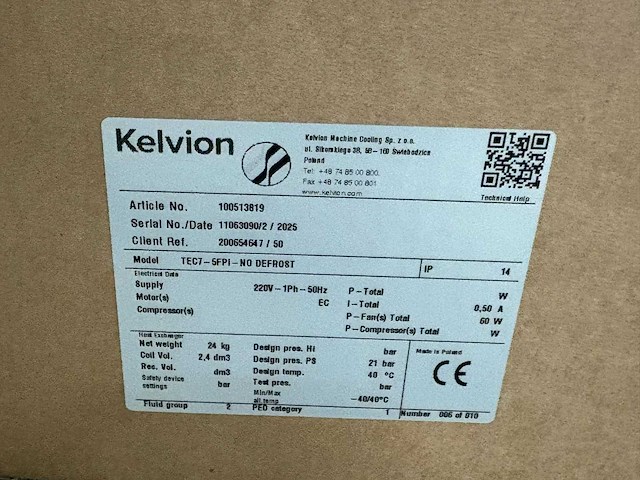 Kelvion
Kelvion Machine Cooling Sp. z o.o.
ul. Sikorskiego 38, 58-160 Swiebodzice
Poland
Tel: +48 74 85 00 800.
Fax +48 74 85 00 801
www.kelvion.com
Technical Help
Article No. 100513819
Serial No./Date 11063090/2 / 2025
Client Ref. 200654647 / 50
Model TEC7-5FPI-NO DEFROST IP 14
Electrical Data
Supply 220V-1Ph-50Hz P-Total W
Motor(s) EC I-Total 0,50 A
Compressor(s) P-Fan(s) Total 60 W
P-Compressor(s) Total W
Heat Exchanger
Net weight 24 kg Design pres. Hi bar
Coil Vol. 2,4 dm3 Design pres. PS 21 bar
Rec. Vol. dm3 Design temp. 40 °C
Safety device settings bar Test pres. bar
Min/Max all.temp -40/40°C
Made in Poland
CE
Fluid group 2 PED category 1 Number 006 of 010